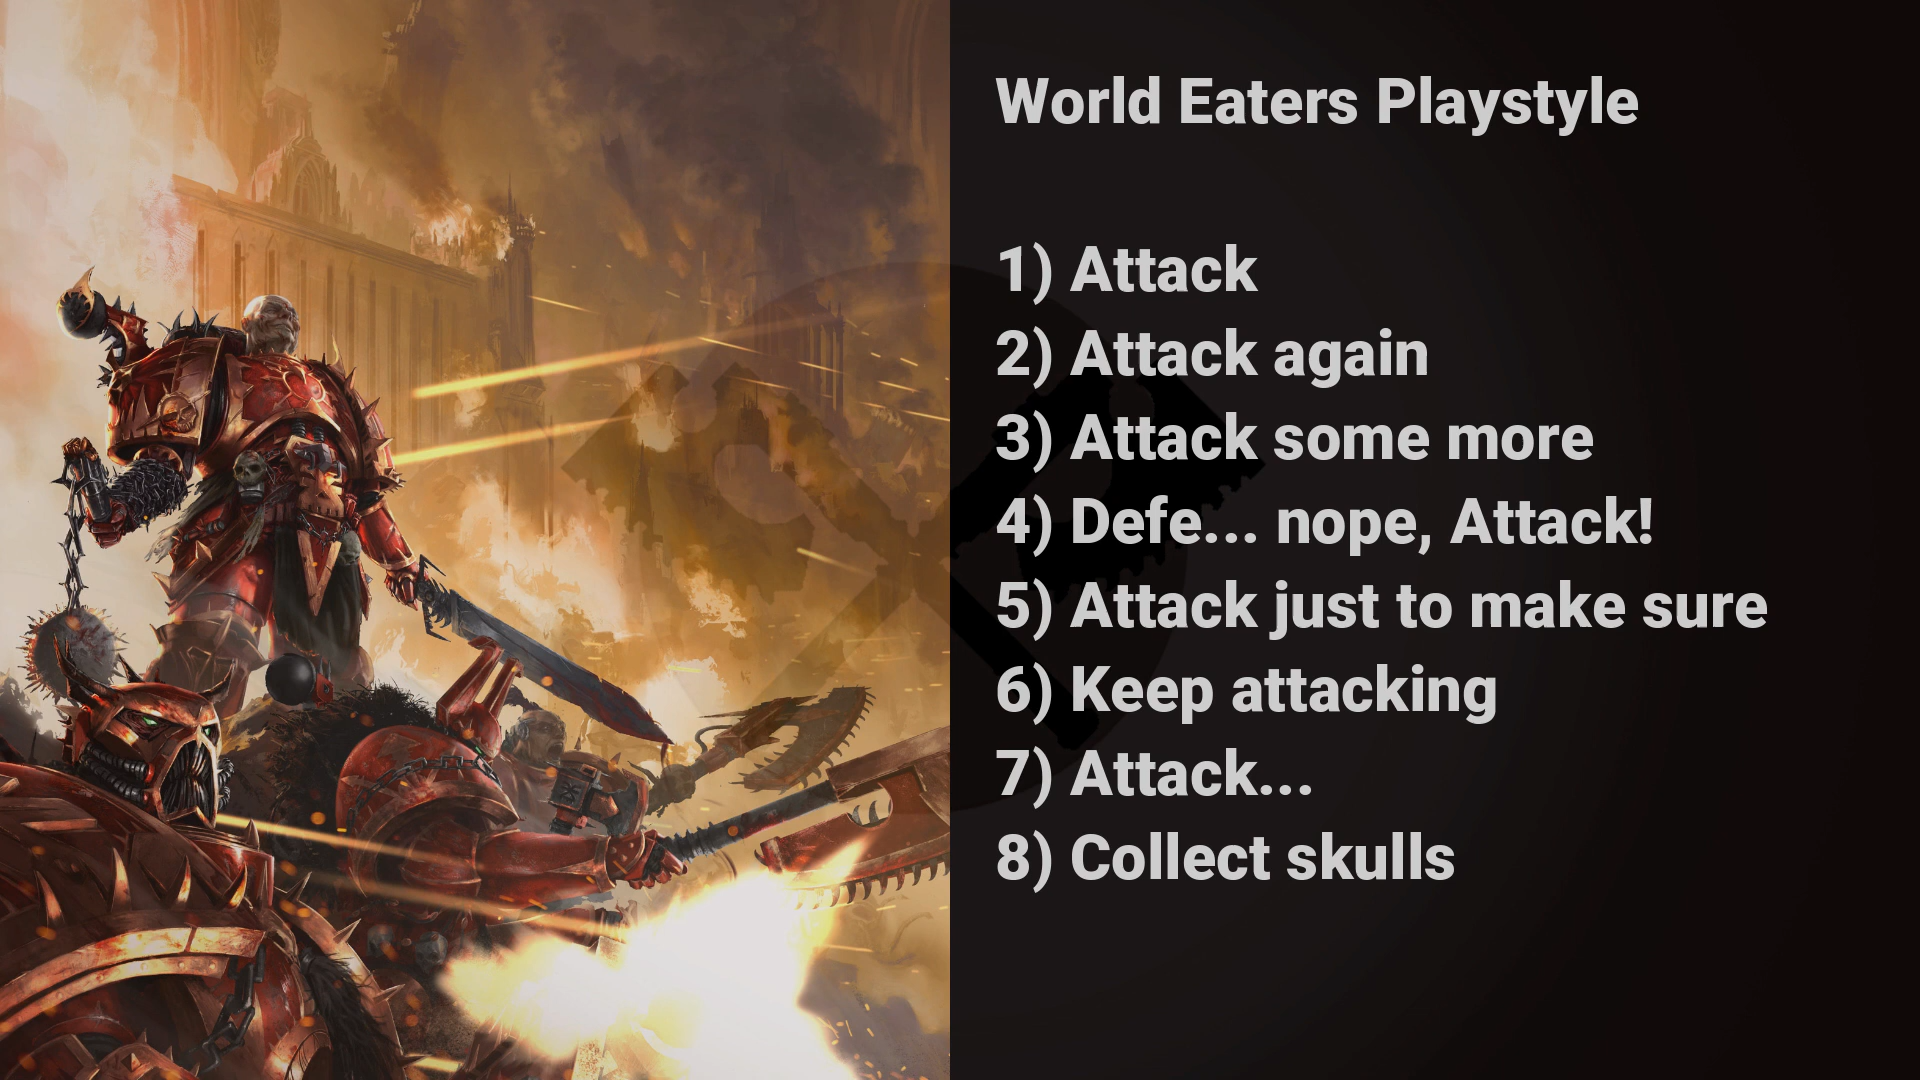 World Eaters Playstyle
1) Attack
2) Attack again
3) Attack some more
4) Defe... nope, Attack!
5) Attack just to make sure
6) Keep attacking
7) Attack...
8) Collect skulls